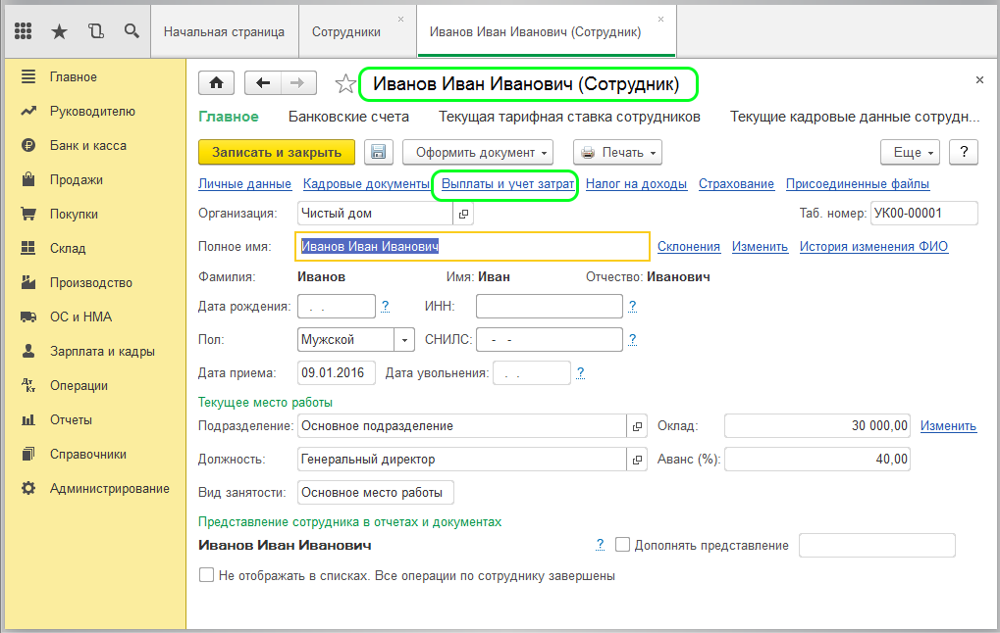 Начальная страница Сотрудники Иванов Иван Иванович (Сотрудник)
Главное
Руководителю
Банк и касса
Продажи
Покупки
Склад
Производство
ОС и НМА
Зарплата и кадры
Операции
Отчеты
Справочники
Администрирование
Иванов Иван Иванович (Сотрудник)
Главное Банковские счета Текущая тарифная ставка сотрудников Текущие кадровые данные сотрудн...
Записать и закрыть Оформить документ Печать Еще ?
Личные данные Кадровые документы Выплаты и учет затрат Налог на доходы Страхование Присоединенные файлы
Организация: Чистый дом Таб. номер: УК00-00001
Полное имя: Иванов Иван Иванович Склонения Изменить История изменения ФИО
Фамилия: Иванов Имя: Иван Отчество: Иванович
Дата рождения: . . ? ИНН: ?
Пол: Мужской СНИЛС: - - ?
Дата приема: 09.01.2016 Дата увольнения: . . ?
Текущее место работы
Подразделение: Основное подразделение Оклад: 30 000,00 Изменить
Должность: Генеральный директор Аванс (%): 40,00
Вид занятости: Основное место работы
Представление сотрудника в отчетах и документах
Иванов Иван Иванович ? Дополнять представление
Не отображать в списках. Все операции по сотруднику завершены